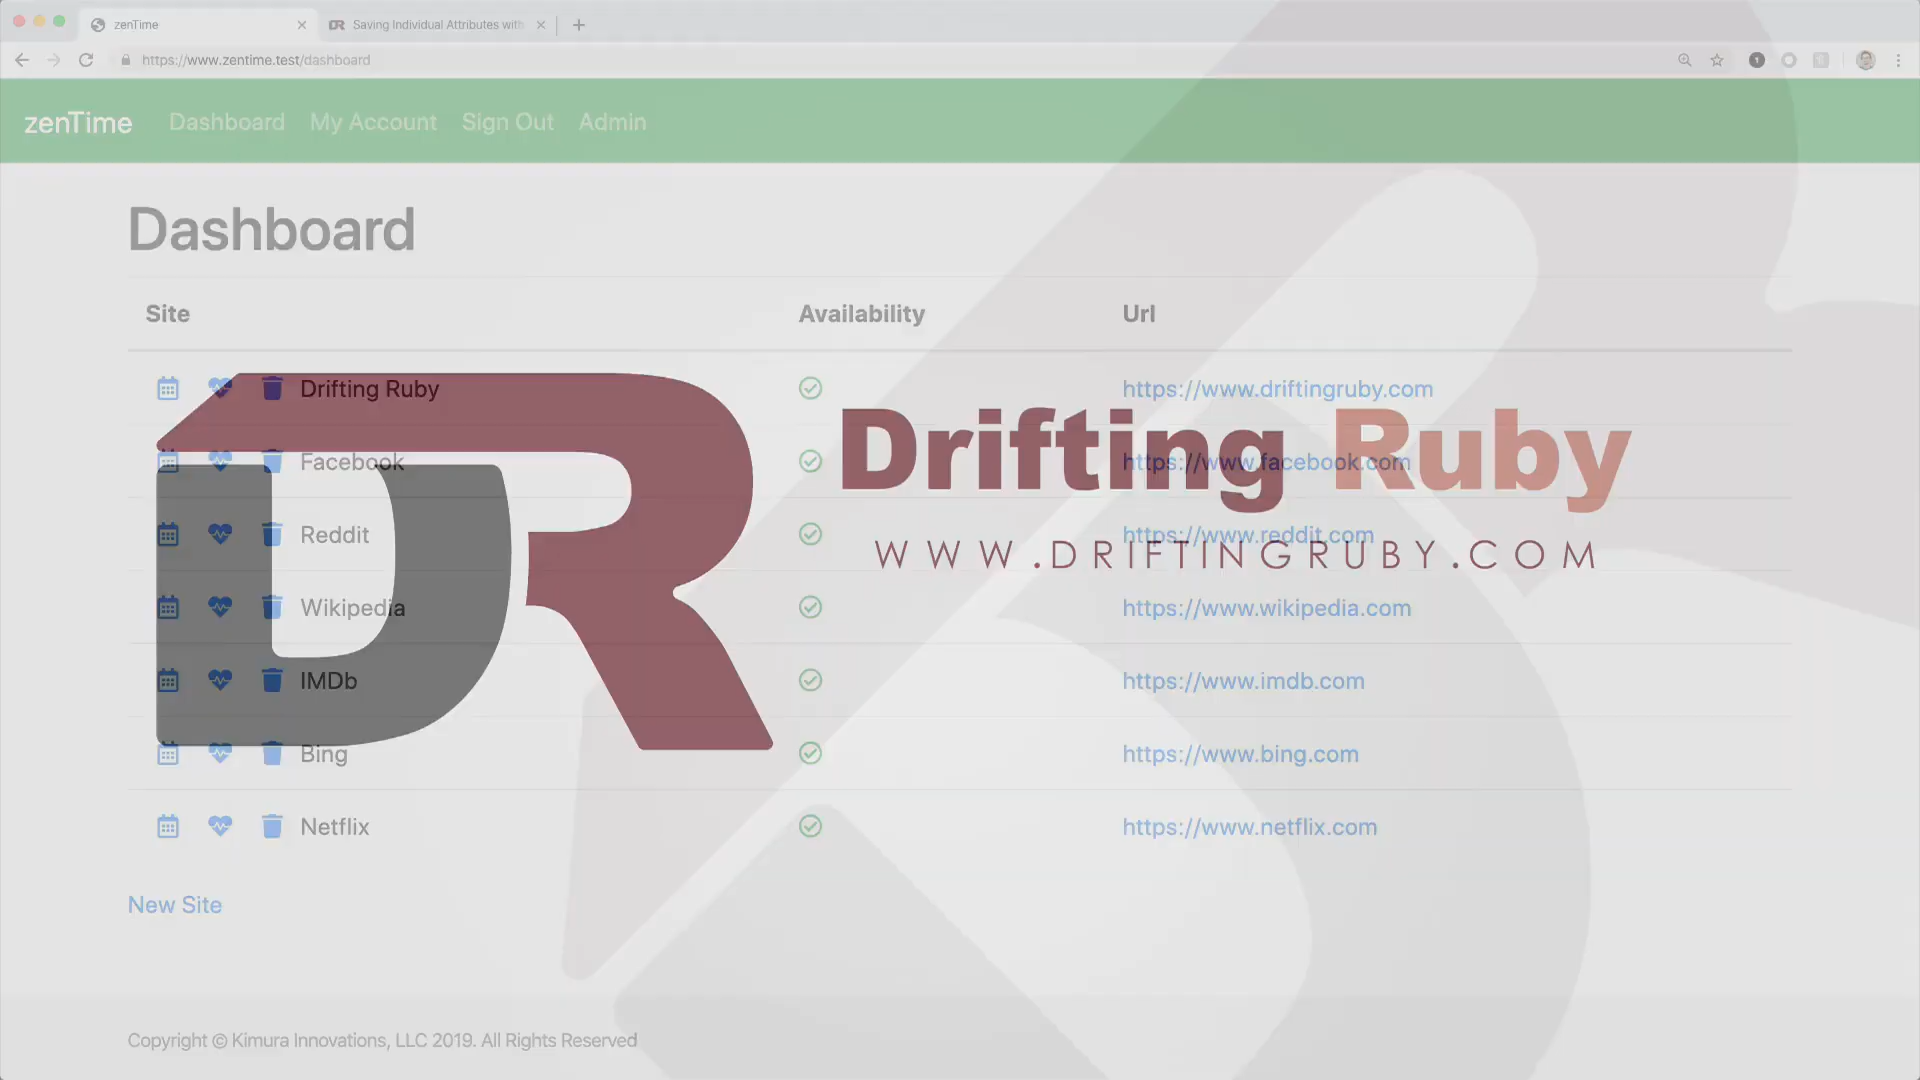 zenTime
Saving Individual Attributes with
https://www.zentime.test/dashboard
zenTime Dashboard My Account Sign Out Admin
Dashboard
Site Availability Url
Drifting Ruby https://www.driftingruby.com
Facebook https://www.facebook.com
Reddit https://www.reddit.com
Wikipedia https://www.wikipedia.com
IMDb https://www.imdb.com
Bing https://www.bing.com
Netflix https://www.netflix.com
New Site
Copyright © Kimura Innovations, LLC 2019. All Rights Reserved
DR
Drifting Ruby
WWW.DRIFTINGRUBY.COM